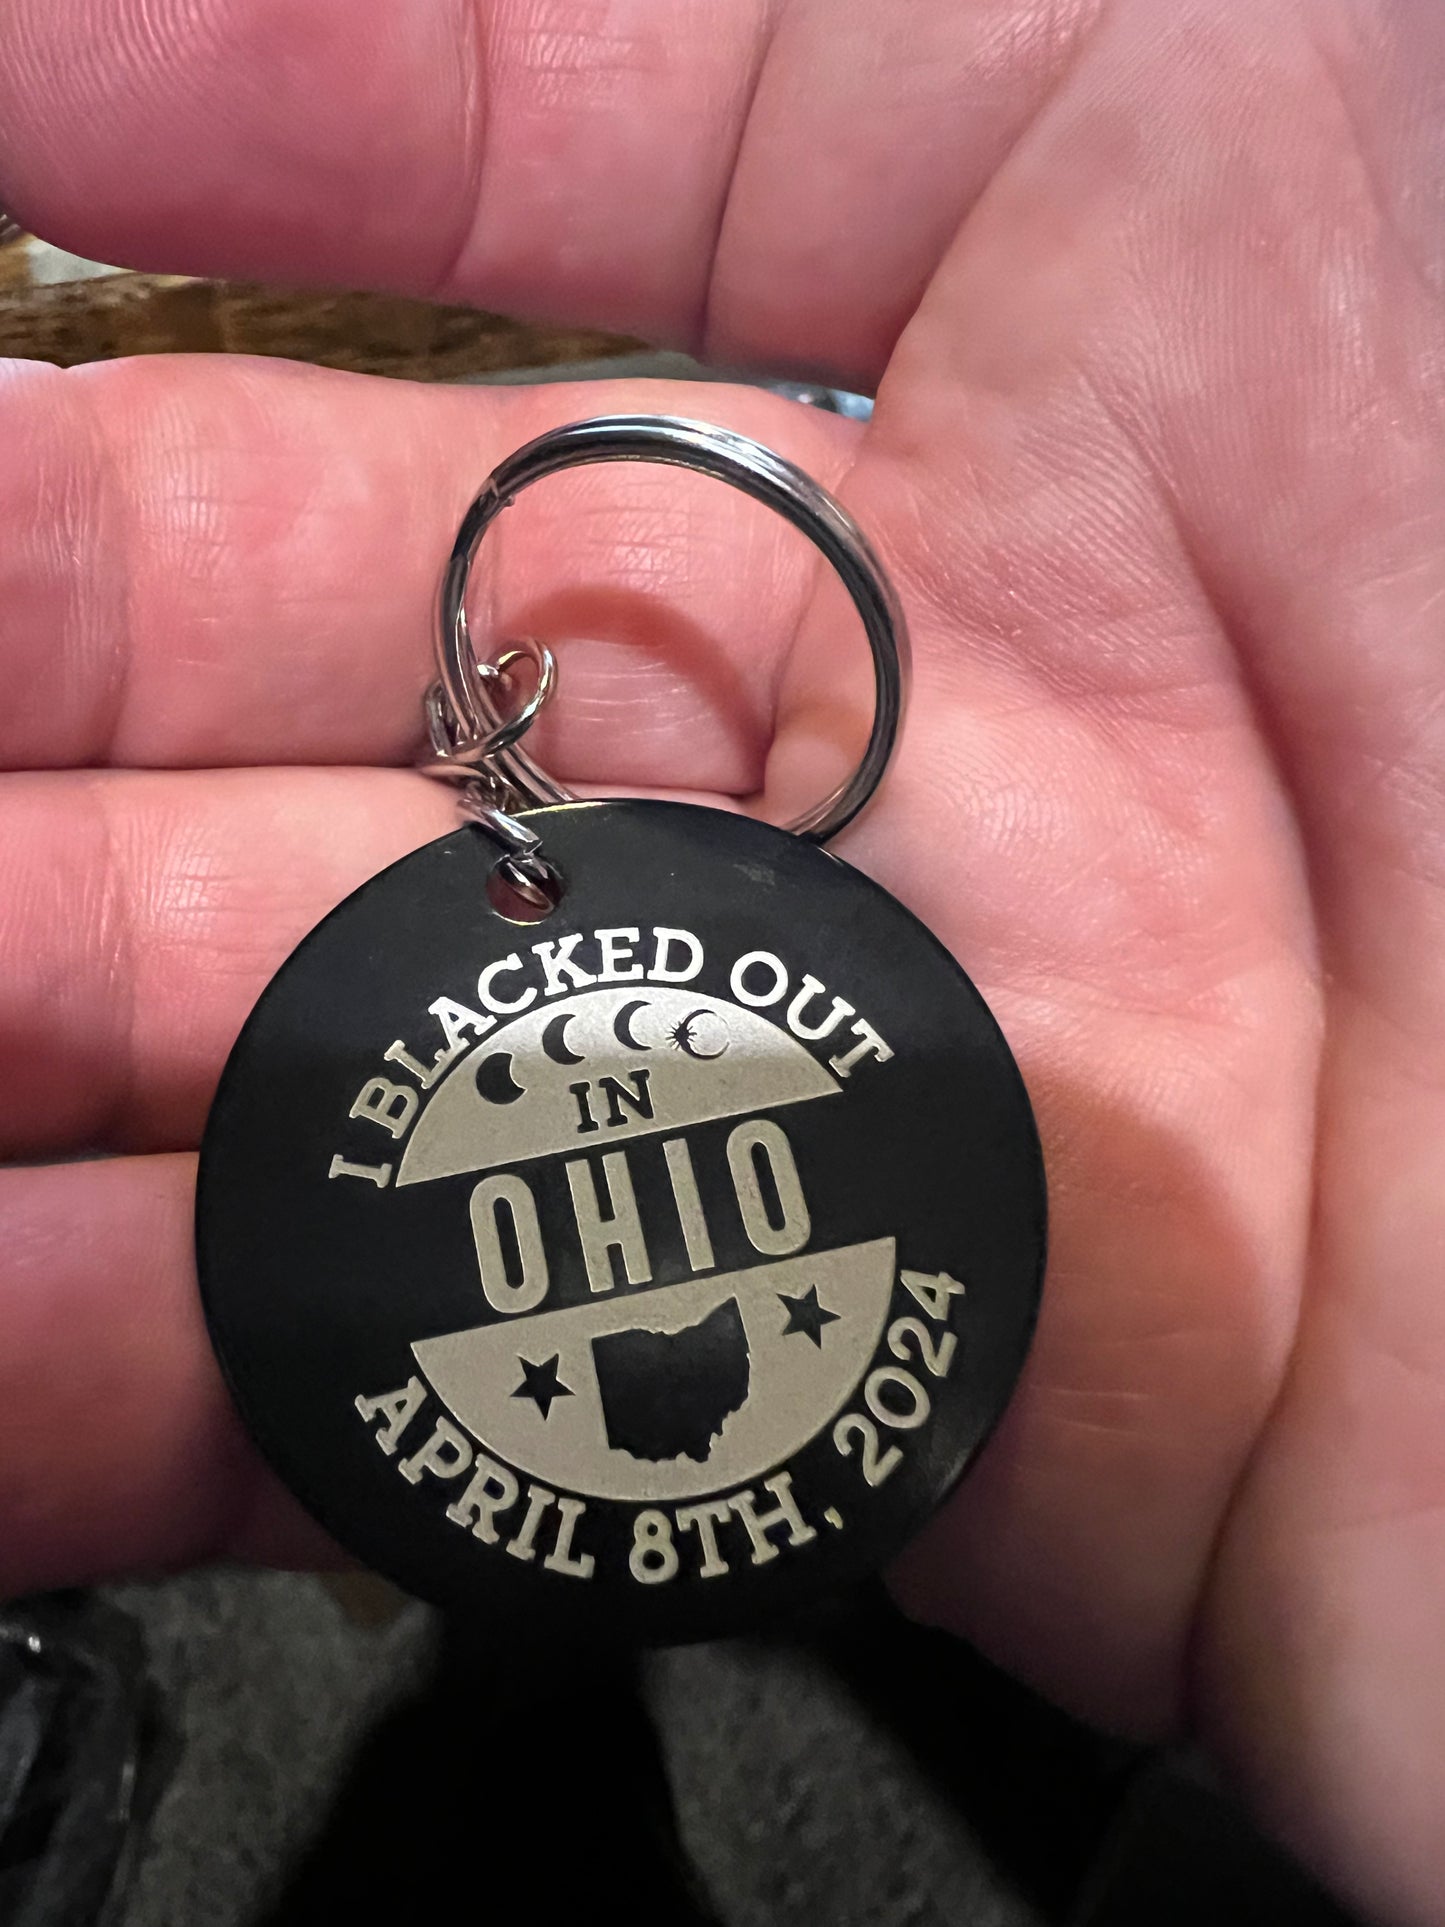 I BLACKED OUT
IN
OHIO
APRIL 8TH, 2024